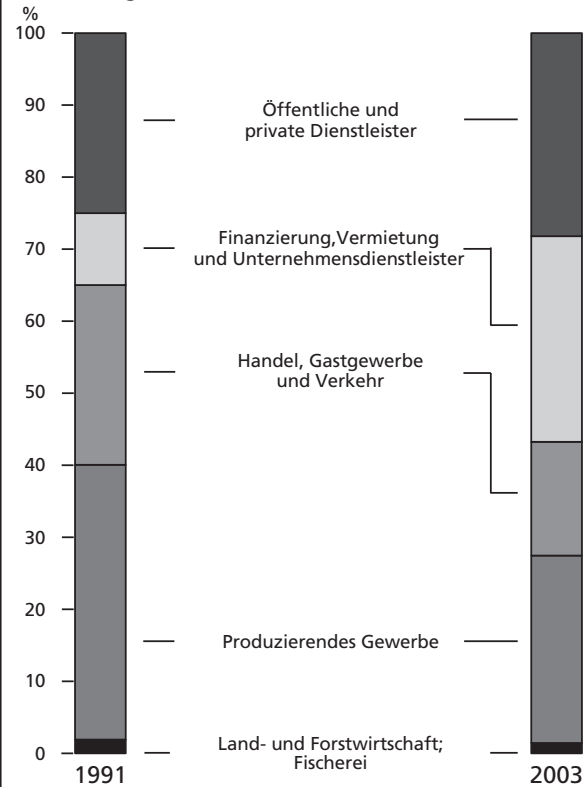 %
100
90
80
70
60
50
40
30
20
10
0
Öffentliche und
private Dienstleister
Finanzierung,Vermietung
und Unternehmensdienstleister
Handel, Gastgewerbe
und Verkehr
Produzierendes Gewerbe
Land- und Forstwirtschaft;
Fischerei
1991
2003